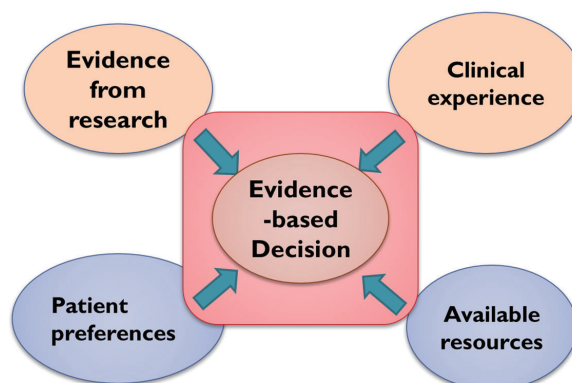 Evidence
from
research
Clinical
experience
Evidence
-based
Decision
Patient
preferences
Available
resources